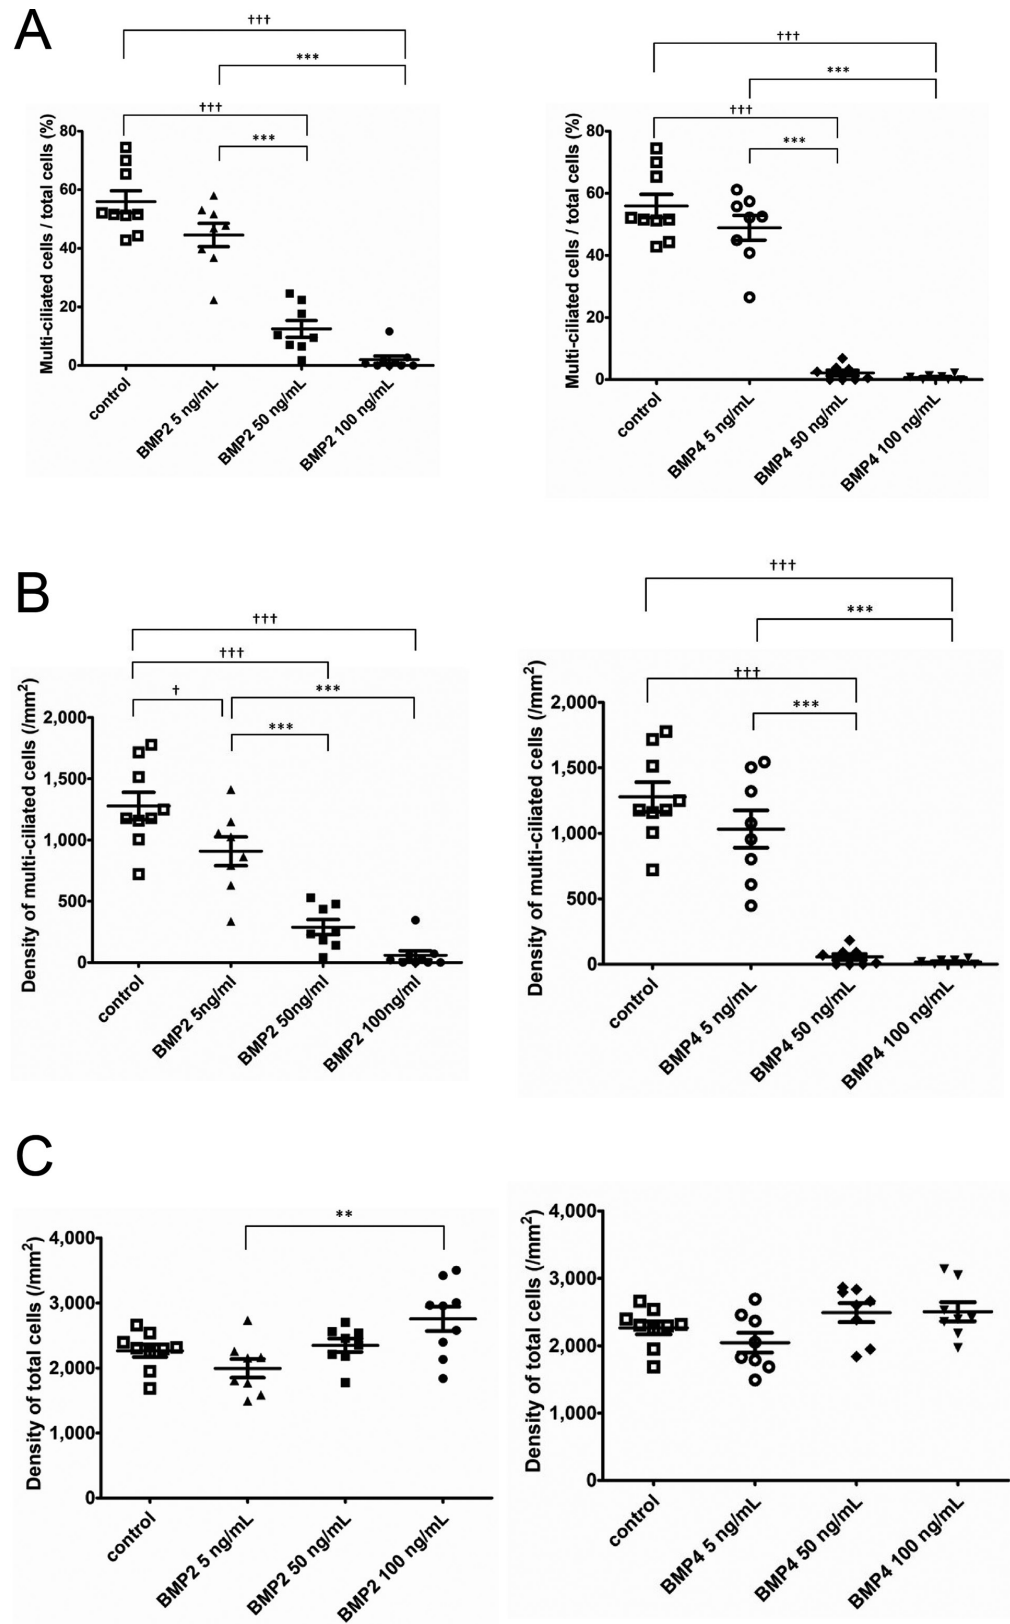 A
†††
***
†††
***
Multi-ciliated cells / total cells (%)
80
60
40
20
0
control
BMP2 5 ng/mL
BMP2 50 ng/mL
BMP2 100 ng/mL
†††
***
†††
***
Multi-ciliated cells / total cells (%)
80
60
40
20
0
control
BMP4 5 ng/mL
BMP4 50 ng/mL
BMP4 100 ng/mL
B
†††
†††
†
***
***
Density of multi-ciliated cells (/mm²)
2,000
1,500
1,000
500
0
control
BMP2 5ng/ml
BMP2 50ng/ml
BMP2 100ng/ml
†††
***
†††
***
Density of multi-ciliated cells (/mm²)
2,000
1,500
1,000
500
0
control
BMP4 5 ng/mL
BMP4 50 ng/mL
BMP4 100 ng/mL
C
**
Density of total cells (/mm²)
4,000
3,000
2,000
1,000
0
control
BMP2 5 ng/mL
BMP2 50 ng/mL
BMP2 100 ng/mL
Density of total cells (/mm²)
4,000
3,000
2,000
1,000
0
control
BMP4 5 ng/mL
BMP4 50 ng/mL
BMP4 100 ng/mL